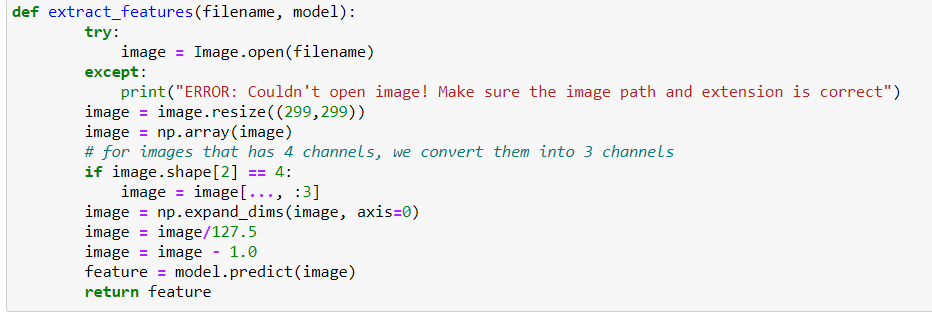 def extract_features(filename, model):
        try:
            image = Image.open(filename)
        except:
            print("ERROR: Couldn't open image! Make sure the image path and extension is correct")
        image = image.resize((299,299))
        image = np.array(image)
        # for images that has 4 channels, we convert them into 3 channels
        if image.shape[2] == 4:
            image = image[..., :3]
        image = np.expand_dims(image, axis=0)
        image = image/127.5
        image = image - 1.0
        feature = model.predict(image)
        return feature